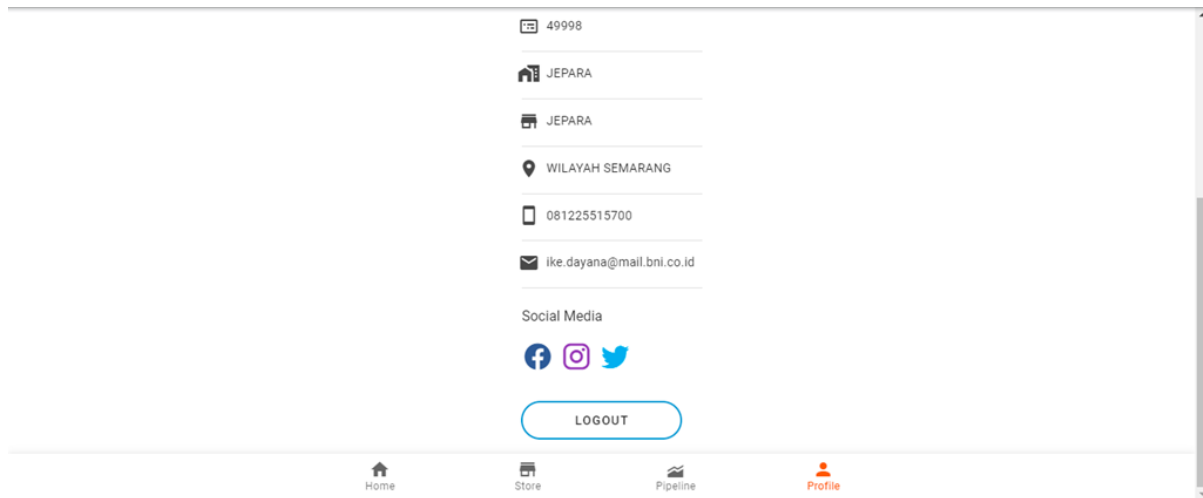 49998
JEPARA
JEPARA
WILAYAH SEMARANG
081225515700
ike.dayana@mail.bni.co.id
Social Media
LOGOUT
Home Store Pipeline Profile